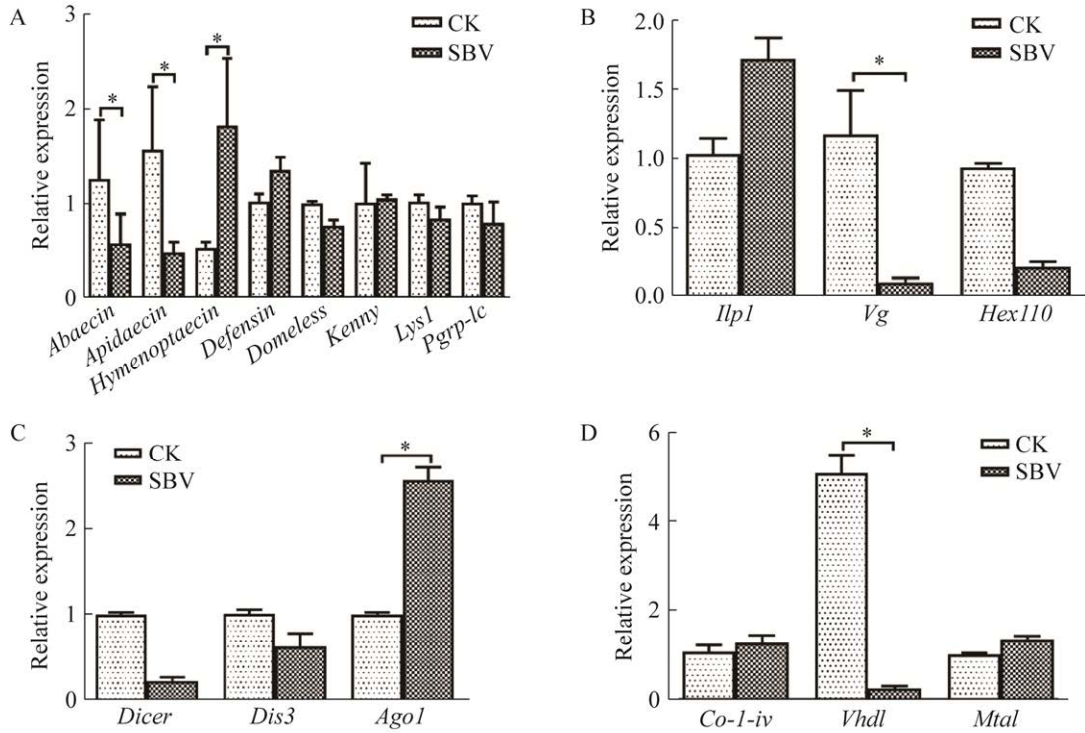 A
3
2
1
0
Relative expression
CK
SBV
*
*
*
Abaecin
Apidaecin
Hymenoptaecin
Defensin
Domeless
Kenny
Lys1
Pgrp-lc
B
2.0
1.5
1.0
0.5
0.0
Relative expression
CK
SBV
*
Ilp1
Vg
Hex110
C
3
2
1
0
Relative expression
CK
SBV
*
Dicer
Dis3
Ago1
D
6
4
2
0
Relative expression
CK
SBV
*
Co-1-iv
Vhdl
Mtal